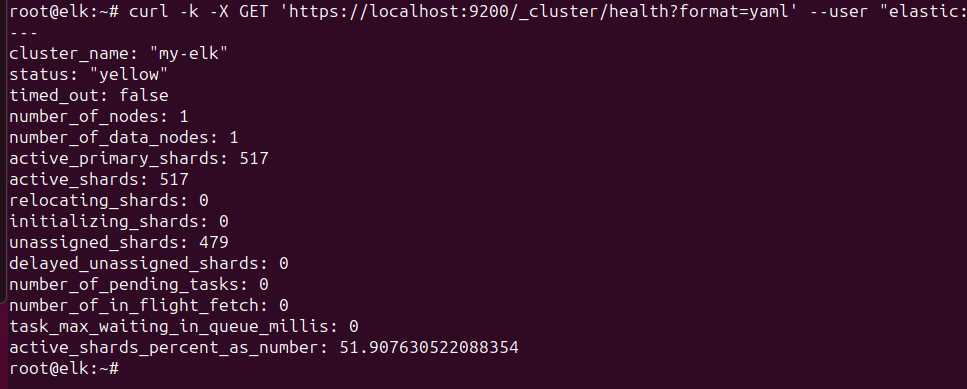 root@elk:~# curl -k -X GET 'https://localhost:9200/_cluster/health?format=yaml' --user "elastic:
---
cluster_name: "my-elk"
status: "yellow"
timed_out: false
number_of_nodes: 1
number_of_data_nodes: 1
active_primary_shards: 517
active_shards: 517
relocating_shards: 0
initializing_shards: 0
unassigned_shards: 479
delayed_unassigned_shards: 0
number_of_pending_tasks: 0
number_of_in_flight_fetch: 0
task_max_waiting_in_queue_millis: 0
active_shards_percent_as_number: 51.907630522088354
root@elk:~#